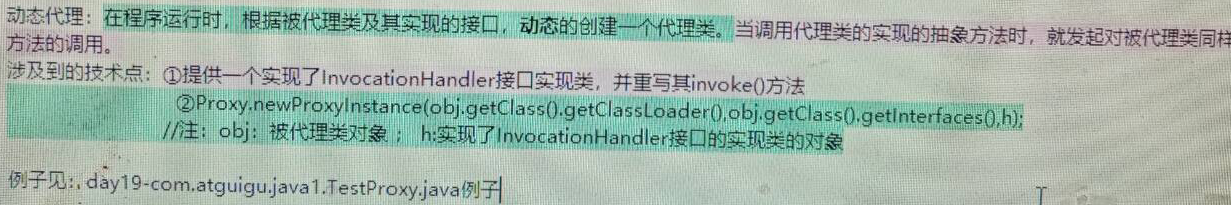 动态代理：在程序运行时，根据被代理类及其实现的接口，动态的创建一个代理类。当调用代理类的实现的抽象方法时，就发起对被代理类同样
方法的调用。
涉及到的技术点：①提供一个实现了InvocationHandler接口实现类，并重写其invoke()方法
②Proxy.newProxyInstance(obj.getClass().getClassLoader(),obj.getClass().getInterfaces(),h);
//注：obj：被代理类对象 ； h:实现了InvocationHandler接口的实现类的对象
例子见:，day19-com.atguigu.java1.TestProxy.java例子